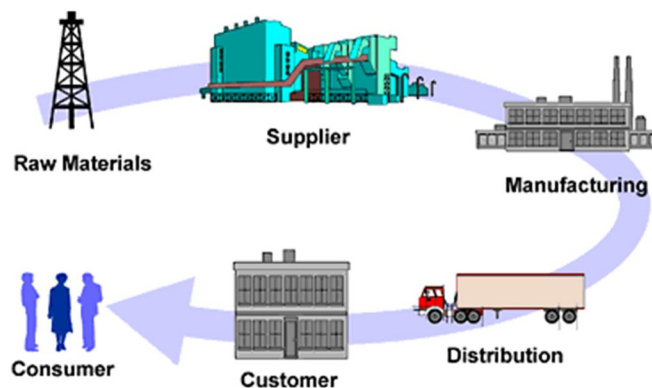 Raw Materials
Supplier
Manufacturing
Distribution
Customer
Consumer